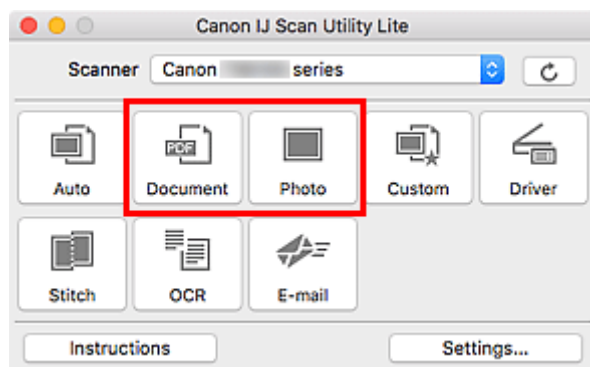 Canon IJ Scan Utility Lite
Scanner Canon series
Auto PDF Document Photo Custom Driver
Stitch OCR E-mail
Instructions Settings...